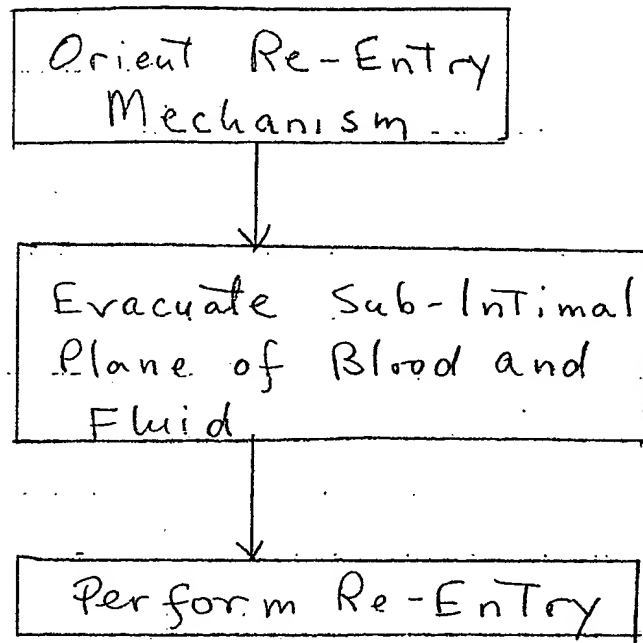 Orient Re-Entry
Mechanism
Evacuate Sub-Intimal
Plane of Blood and
Fluid
Perform Re-Entry